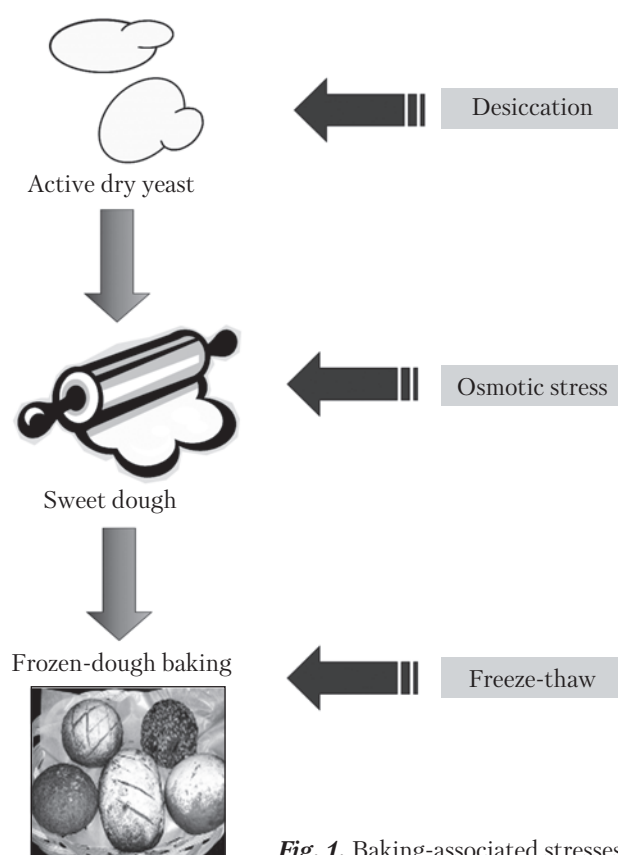 Desiccation
Active dry yeast
Osmotic stress
Sweet dough
Frozen-dough baking
Freeze-thaw
Fig. 1. Baking-associated stresses